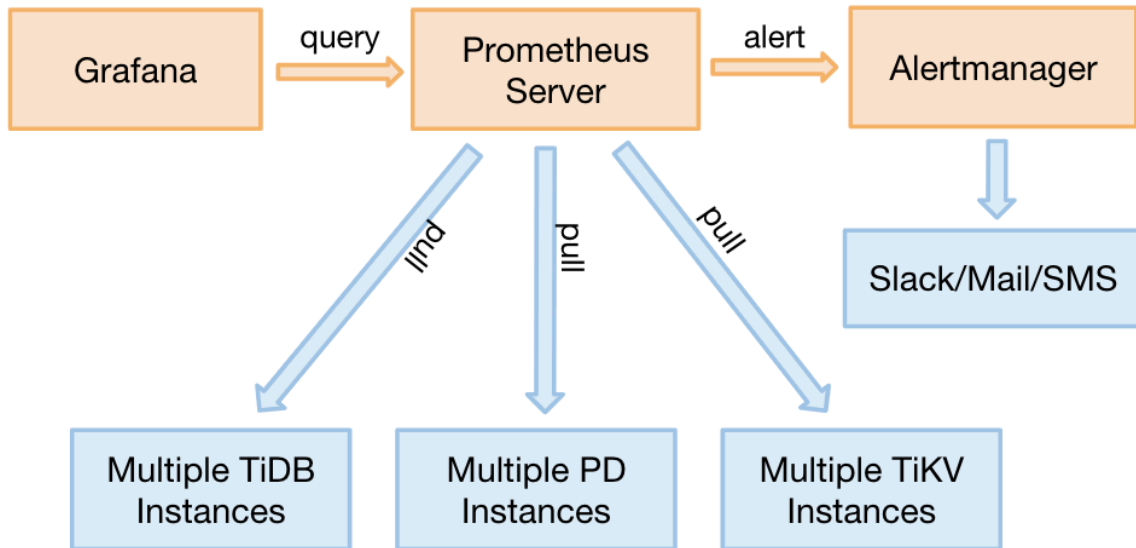 Grafana
query
Prometheus
Server
alert
Alertmanager
pull
pull
pull
Slack/Mail/SMS
Multiple TiDB
Instances
Multiple PD
Instances
Multiple TiKV
Instances